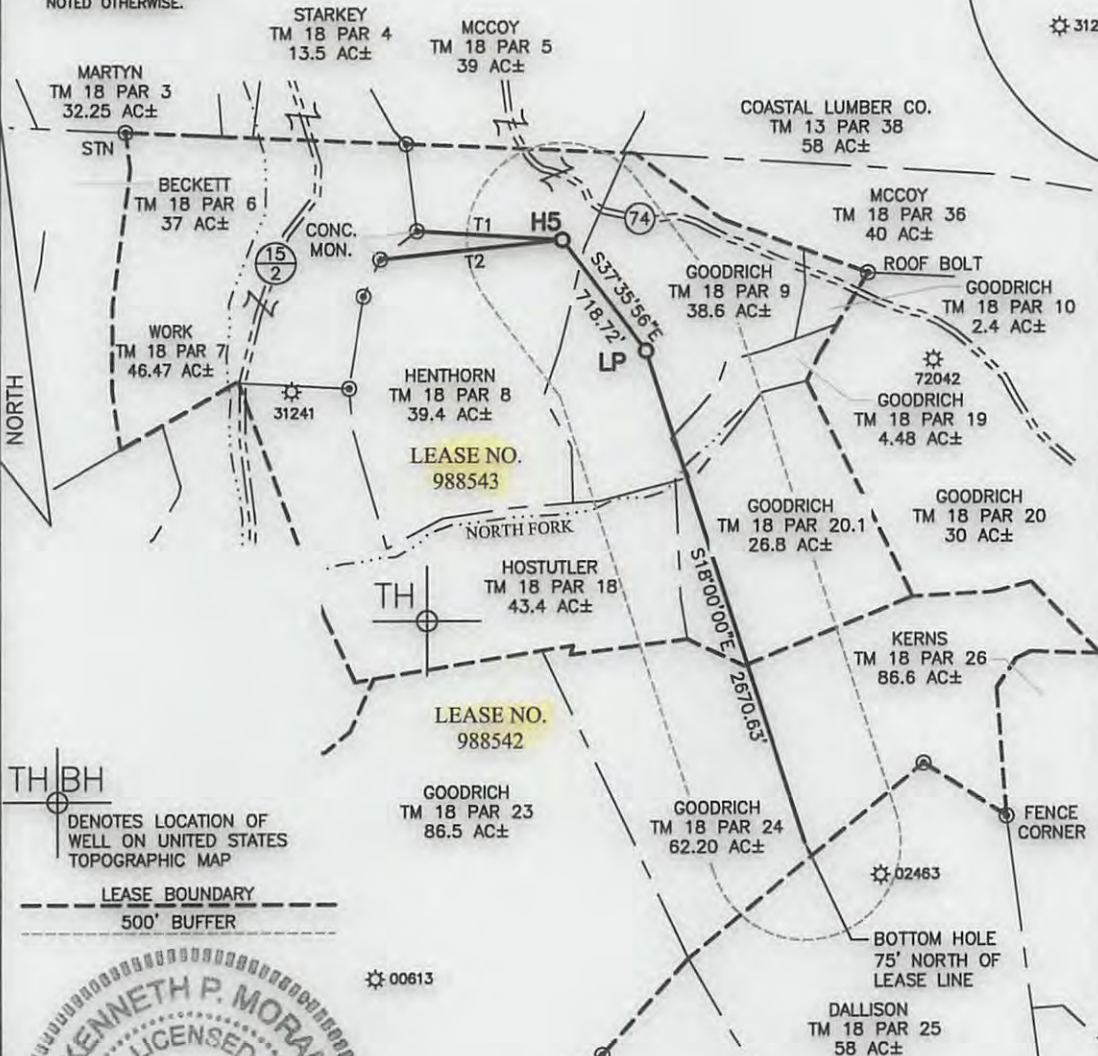 NOTED OTHERWISE.
STARKEY
TM 18 PAR 4
13.5 AC±
MCCOY
TM 18 PAR 5
39 AC±
312
MARTYN
TM 18 PAR 3
32.25 AC±
COASTAL LUMBER CO.
TM 13 PAR 38
58 AC±
STN
BECKETT
TM 18 PAR 6
37 AC±
MCCOY
TM 18 PAR 36
40 AC±
CONC.
MON.
T1
H5
T2
74
15
2
ROOF BOLT
S37°35'56"E
718.72'
GOODRICH
TM 18 PAR 9
38.6 AC±
GOODRICH
TM 18 PAR 10
2.4 AC±
WORK
TM 18 PAR 7
46.47 AC±
LP
72042
NORTH
31241
HENTHORN
TM 18 PAR 8
39.4 AC±
GOODRICH
TM 18 PAR 19
4.48 AC±
LEASE NO.
988543
GOODRICH
TM 18 PAR 20.1
26.8 AC±
GOODRICH
TM 18 PAR 20
30 AC±
NORTH FORK
HOSTUTLER
TM 18 PAR 18
43.4 AC±
TH
S18°00'00"E
2670.63'
KERNS
TM 18 PAR 26
86.6 AC±
LEASE NO.
988542
TH BH
DENOTES LOCATION OF
WELL ON UNITED STATES
TOPOGRAPHIC MAP
GOODRICH
TM 18 PAR 23
86.5 AC±
GOODRICH
TM 18 PAR 24
62.20 AC±
FENCE
CORNER
02463
LEASE BOUNDARY
500' BUFFER
BOTTOM HOLE
75' NORTH OF
LEASE LINE
00613
KENNETH P. MORA
LICENSED
DALLISON
TM 18 PAR 25
58 AC±